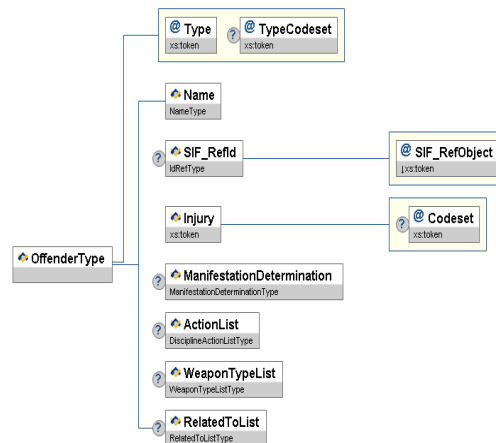 @ Type
xs:token
? @ TypeCodeset
xs:token
Name
NameType
? SIF_RefId
IdRefType
@ SIF_RefObject
xs:token
Injury
xs:token
? @ Codeset
xs:token
OffenderType
? ManifestationDetermination
ManifestationDeterminationType
? ActionList
DisciplineActionListType
? WeaponTypeList
WeaponTypeListType
? RelatedToList
RelatedToListType